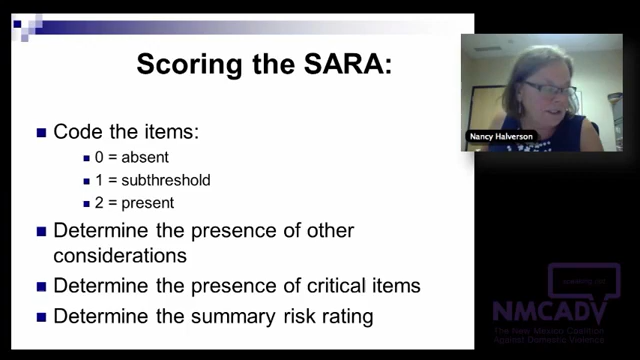 Scoring the SARA:
Code the items:
0 = absent
1 = subthreshold
2 = present
Determine the presence of other
considerations
Determine the presence of critical items
Determine the summary risk rating
Nancy Halverson
speaking out
NMCADV
The New Mexico Coalition
Against Domestic Violence